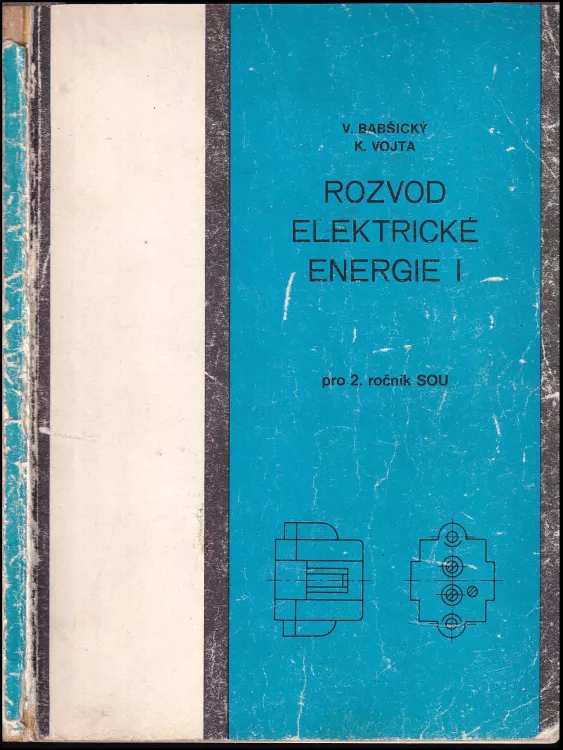 V. BABŠICKÝ
K. VOJTA
ROZVOD
ELEKTRICKÉ
ENERGIE I
pro 2. ročník SOU